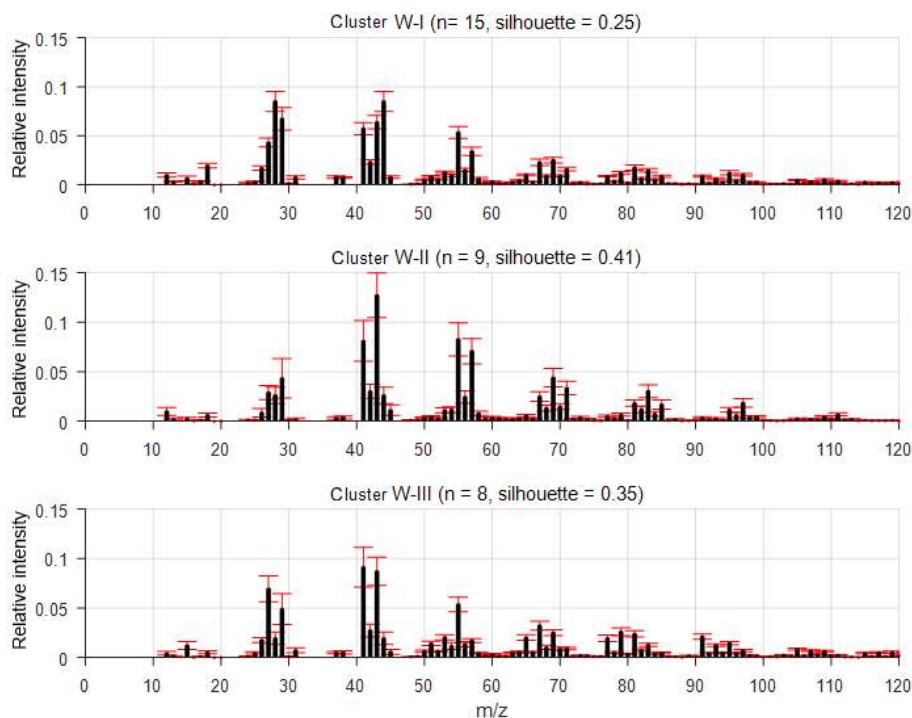 Cluster W-I (n= 15, silhouette = 0.25)
Relative intensity
0.15
0.1
0.05
0
0 10 20 30 40 50 60 70 80 90 100 110 120
Cluster W-II (n = 9, silhouette = 0.41)
Relative intensity
0.15
0.1
0.05
0
0 10 20 30 40 50 60 70 80 90 100 110 120
Cluster W-III (n = 8, silhouette = 0.35)
Relative intensity
0.15
0.1
0.05
0
0 10 20 30 40 50 60 70 80 90 100 110 120
m/z